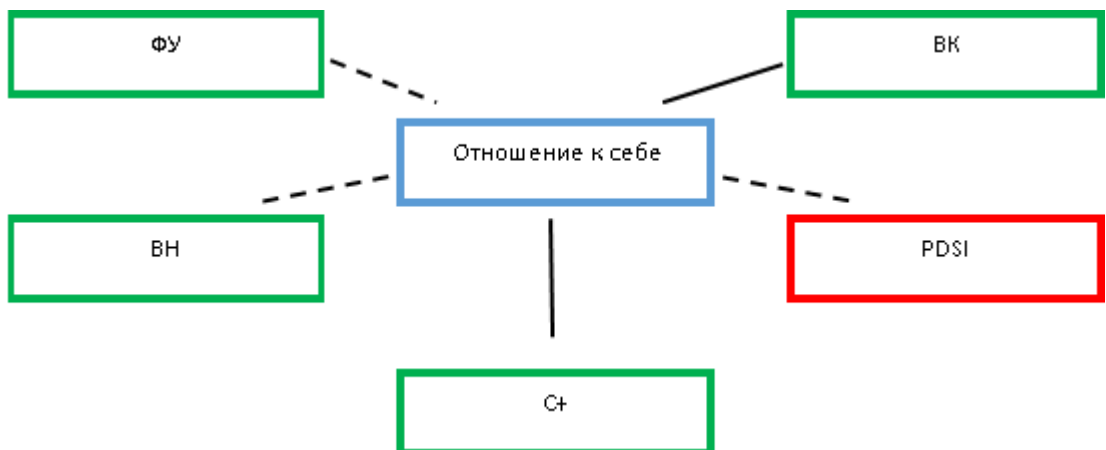 ФУ
ВК
Отношение к себе
ВН
PDSI
С+